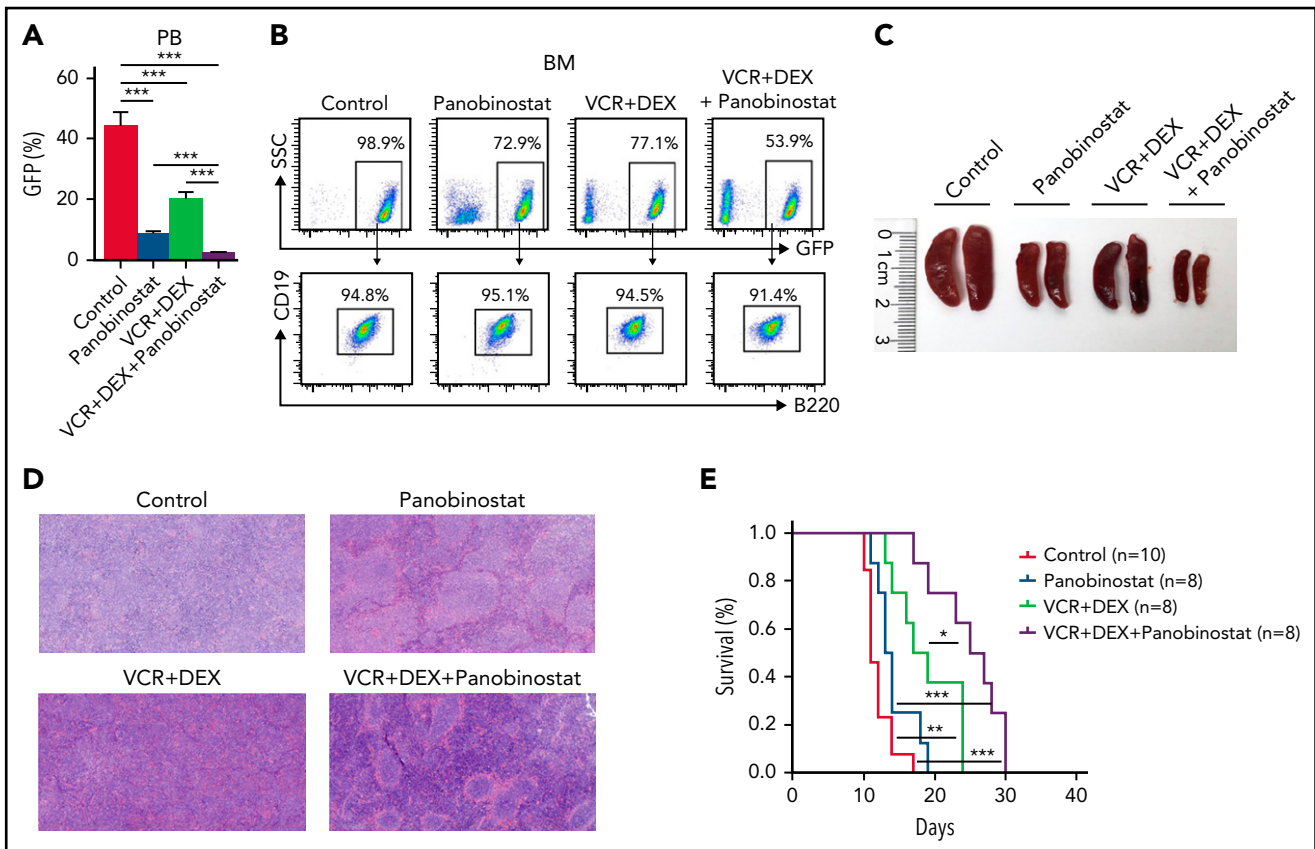 A
PB
***
***
***
***
***
60
40
20
0
GFP (%)
Control
Panobinostat
VCR+DEX
VCR+DEX+Panobinostat
B
BM
Control
Panobinostat
VCR+DEX
VCR+DEX
+ Panobinostat
SSC
98.9%
72.9%
77.1%
53.9%
GFP
CD19
94.8%
95.1%
94.5%
91.4%
B220
C
Control
Panobinostat
VCR+DEX
VCR+DEX
+ Panobinostat
0
1cm
2
3
D
Control
Panobinostat
VCR+DEX
VCR+DEX+Panobinostat
E
1.0
0.8
0.6
0.4
0.2
0.0
Survival (%)
*
***
**
***
0
10
20
30
40
Days
Control (n=10)
Panobinostat (n=8)
VCR+DEX (n=8)
VCR+DEX+Panobinostat (n=8)